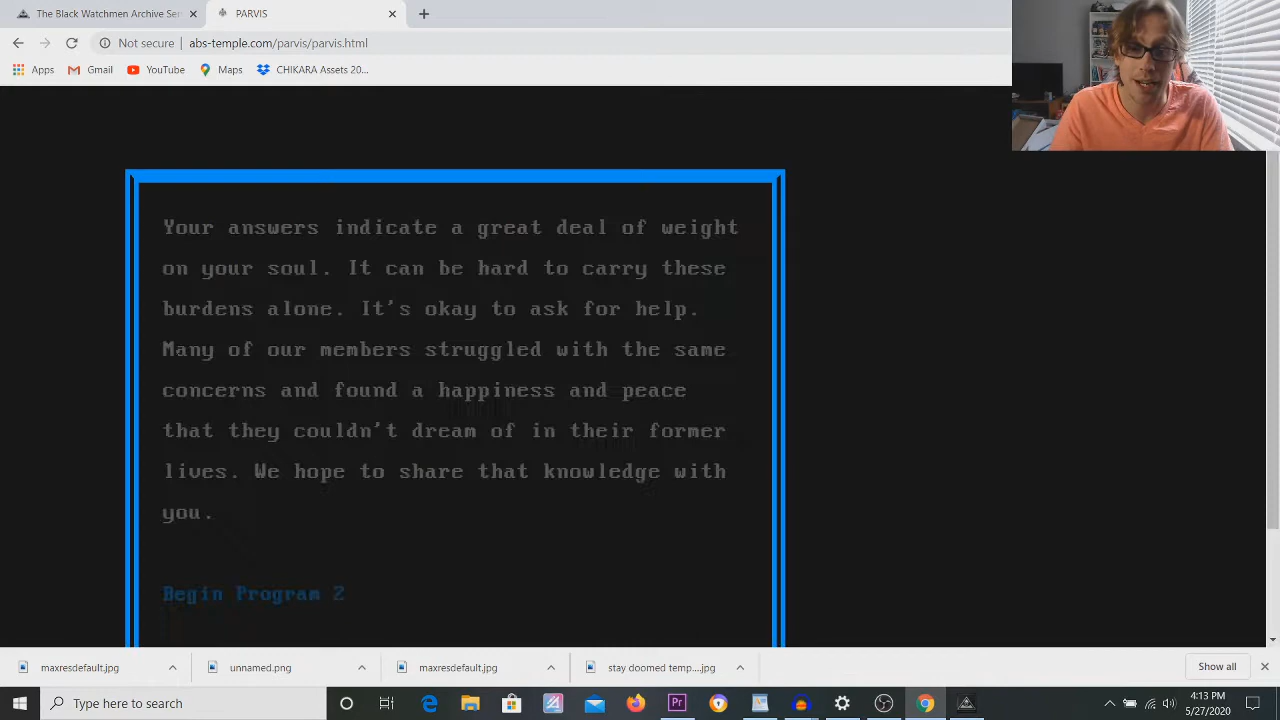 The Black Watchmen Archive Ser
PARVIS
Not secure | abs-temple.com/parvis/parvis.html
Apps Gmail YouTube Maps CHIKARA Assets 20...
Your answers indicate a great deal of weight
on your soul. It can be hard to carry these
burdens alone. It's okay to ask for help.
Many of our members struggled with the same
concerns and found a happiness and peace
that they couldn't dream of in their former
lives. We hope to share that knowledge with
you.
Begin Program 2
maxresdefault.jpg unnamed.png maxresdefault.jpg stay doomed temp....jpg Show all
Type here to search
4:13 PM
5/27/2020